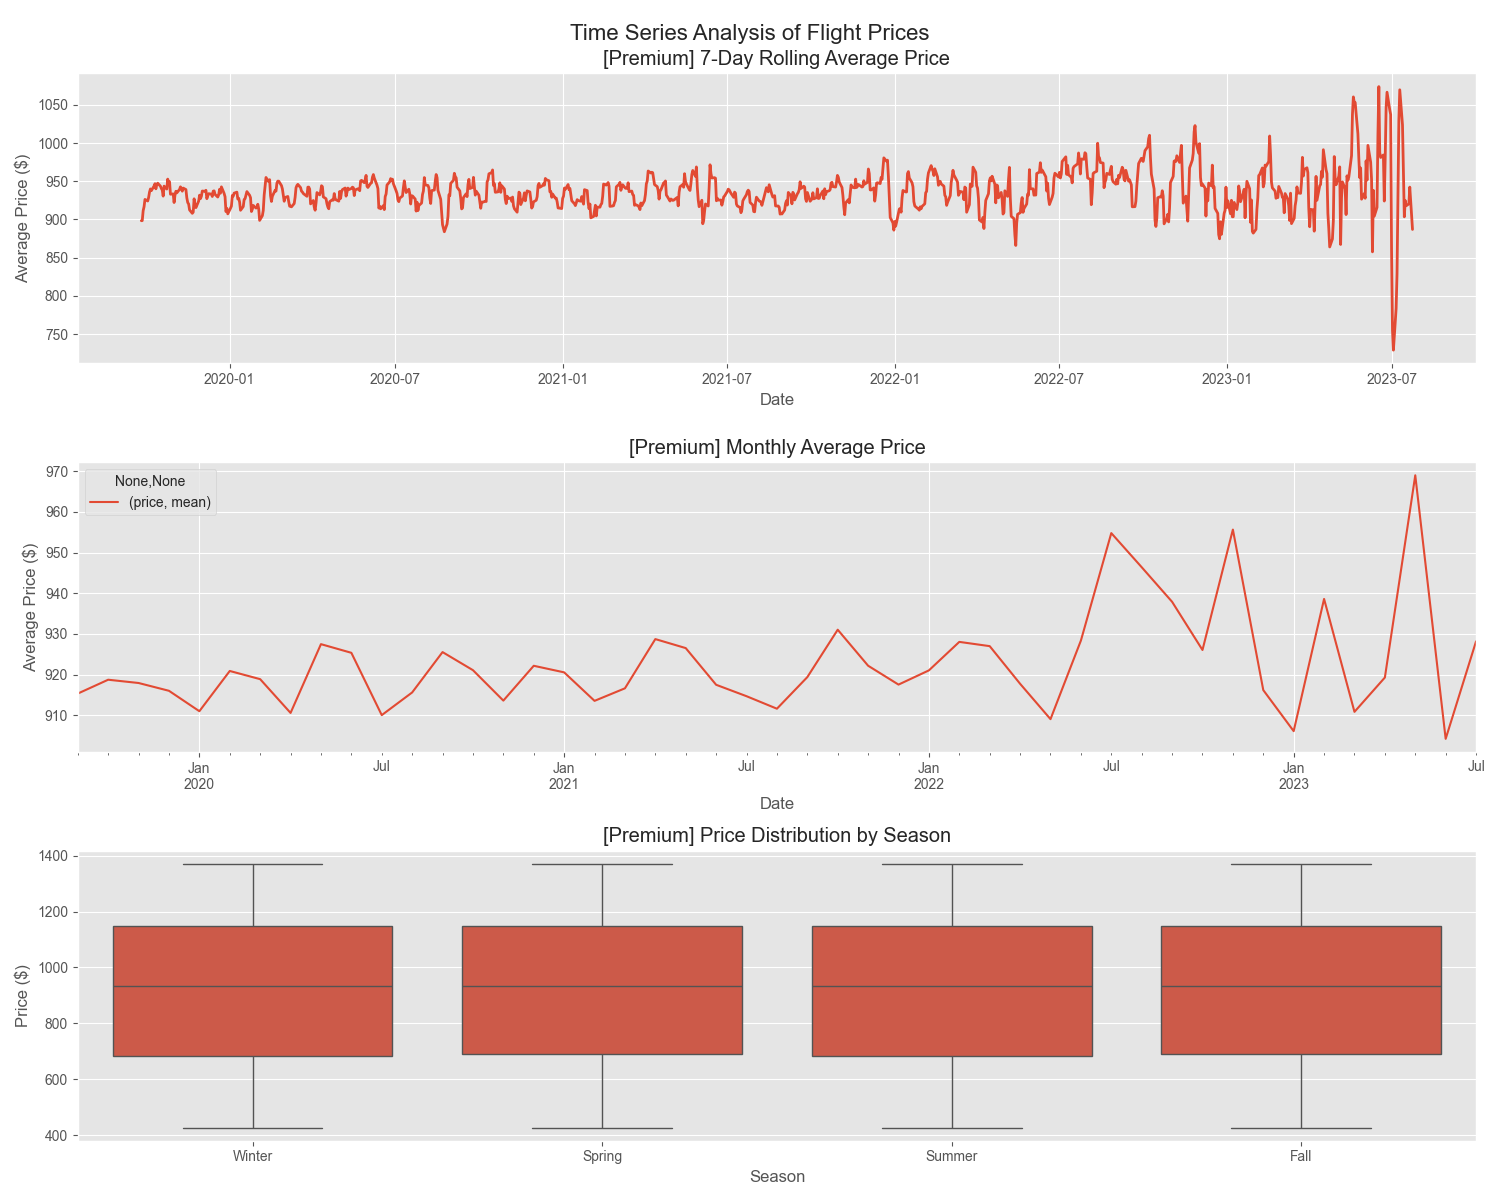 Time Series Analysis of Flight Prices
[Premium] 7-Day Rolling Average Price
1050
1000
950
900
850
800
750
Average Price ($)
2020-01 2020-07 2021-01 2021-07 2022-01 2022-07 2023-01 2023-07
Date
[Premium] Monthly Average Price
None,None
(price, mean)
970
960
950
940
930
920
910
Average Price ($)
Jan Jul Jan Jul Jan Jul Jan Jul
2020 2021 2022 2023
Date
[Premium] Price Distribution by Season
1400
1200
1000
800
600
400
Price ($)
Winter Spring Summer Fall
Season